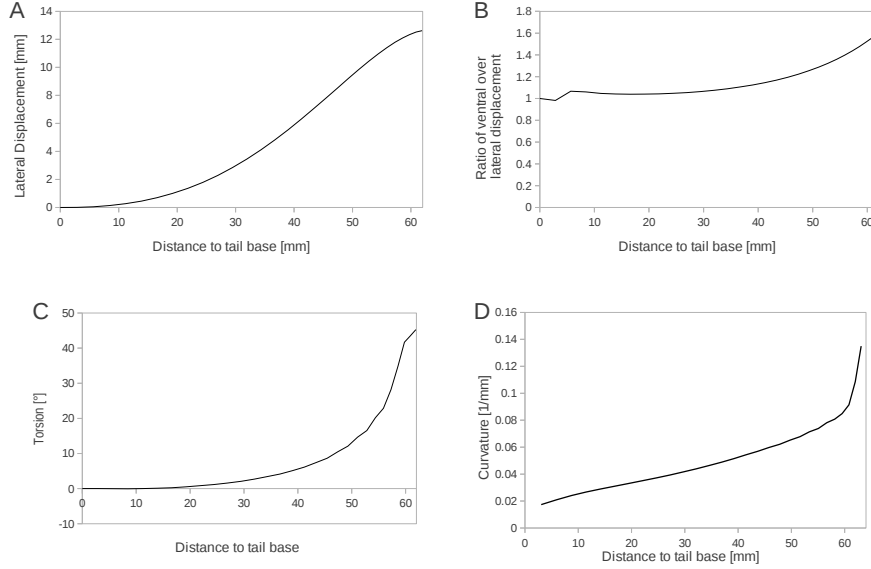 A
Lateral Displacement [mm]
14
12
10
8
6
4
2
0
0 10 20 30 40 50 60
Distance to tail base [mm]
B
Ratio of ventral over
lateral displacement
1.8
1.6
1.4
1.2
1
0.8
0.6
0.4
0.2
0
0 10 20 30 40 50 60
Distance to tail base [mm]
C
Torsion [°]
50
40
30
20
10
0
-10
0 10 20 30 40 50 60
Distance to tail base
D
Curvature [1/mm]
0.16
0.14
0.12
0.1
0.08
0.06
0.04
0.02
0
0 10 20 30 40 50 60
Distance to tail base [mm]